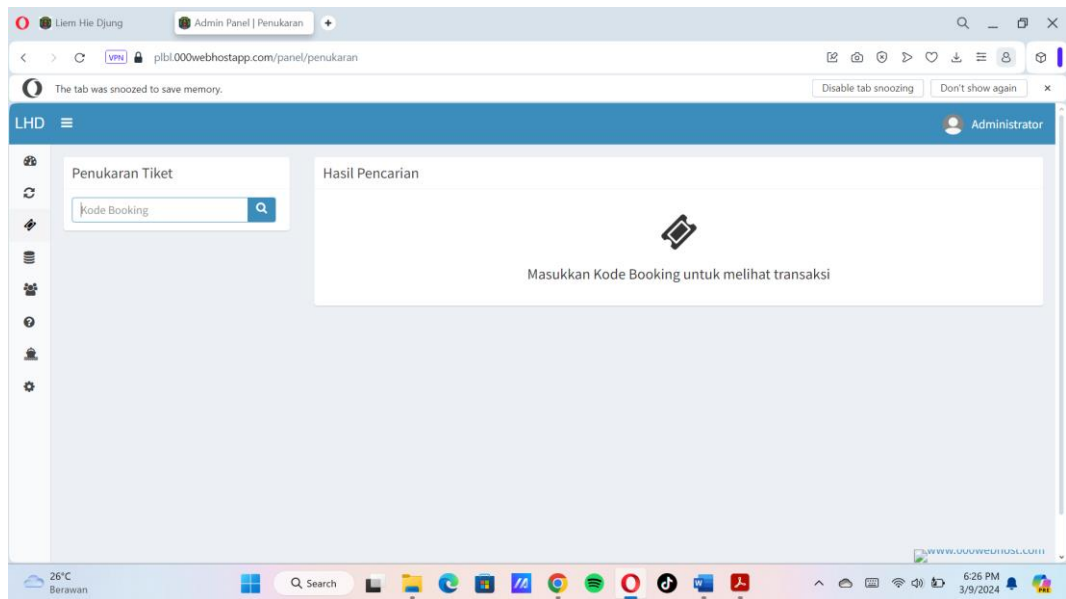 Liem Hie Djung
Admin Panel | Penukaran
VPN
plbl.000webhostapp.com/panel/penukaran
The tab was snoozed to save memory.
Disable tab snoozing
Don't show again
LHD
Administrator
Penukaran Tiket
Kode Booking
Hasil Pencarian
Masukkan Kode Booking untuk melihat transaksi
www.000webhost.com
26°C
Berawan
Search
6:26 PM
3/9/2024
PRE